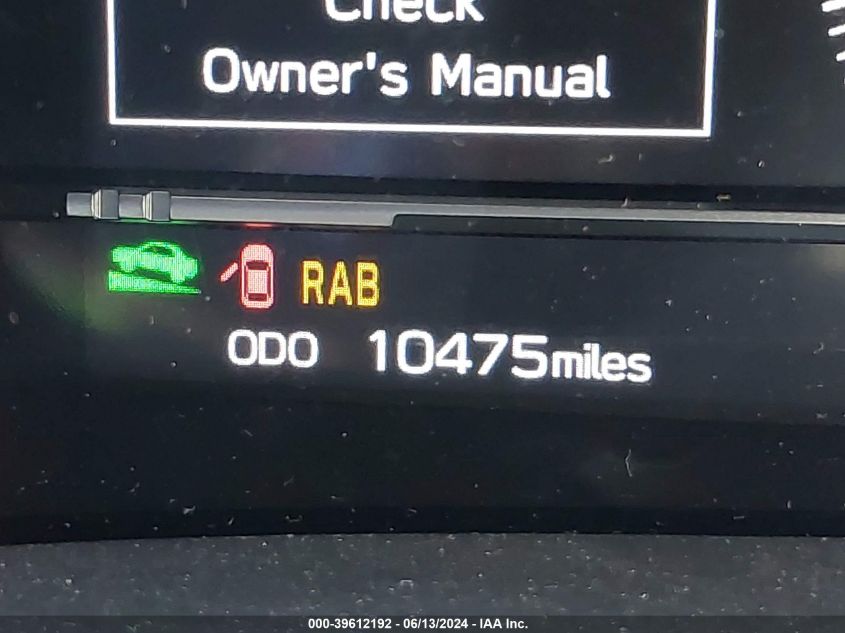 Check
Owner's Manual
RAB
ODO 10475miles
000-39612192 - 06/13/2024 - IAA Inc.